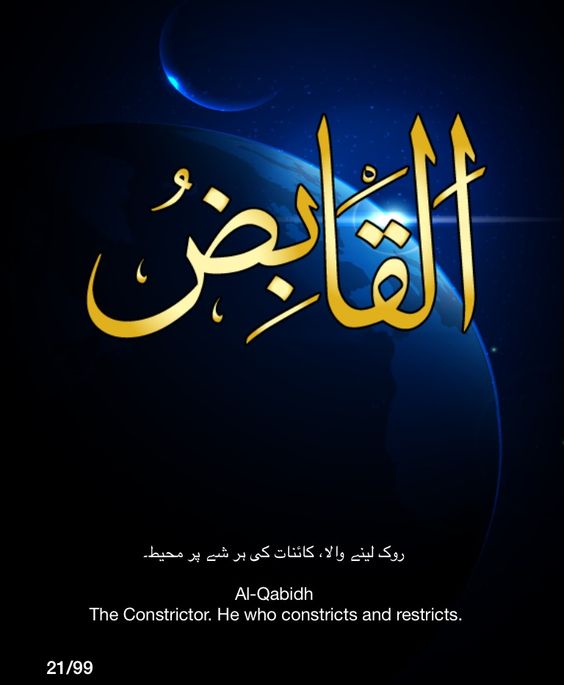 اَلْقَابِضُ
روک لینے والا، کائنات کی ہر شے پر محیط۔
Al-Qabidh
The Constrictor. He who constricts and restricts.
21/99